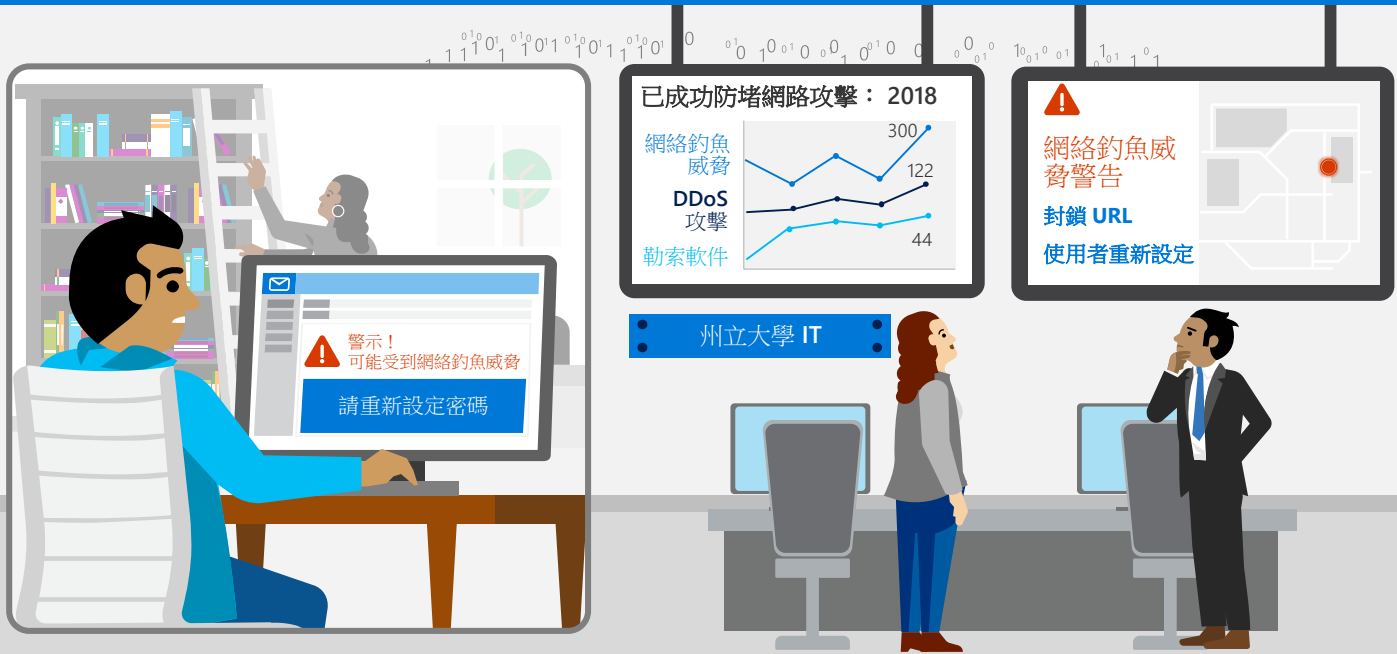 已成功防堵網路攻擊： 2018
網絡釣魚
威脅
DDoS
攻擊
勒索軟件
300
122
44
網絡釣魚威
脅警告
封鎖 URL
使用者重新設定
警示！
可能受到網絡釣魚威脅
請重新設定密碼
州立大學 IT